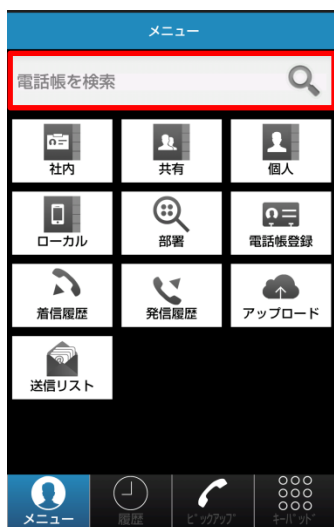 メニュー
電話帳を検索
社内
共有
個人
ローカル
部署
電話帳登録
着信履歴
発信履歴
アップロード
送信リスト
メニュー
履歴
ﾋﾟｯｸｱｯﾌﾟ
ｷｰﾊﾟｯﾄﾞ